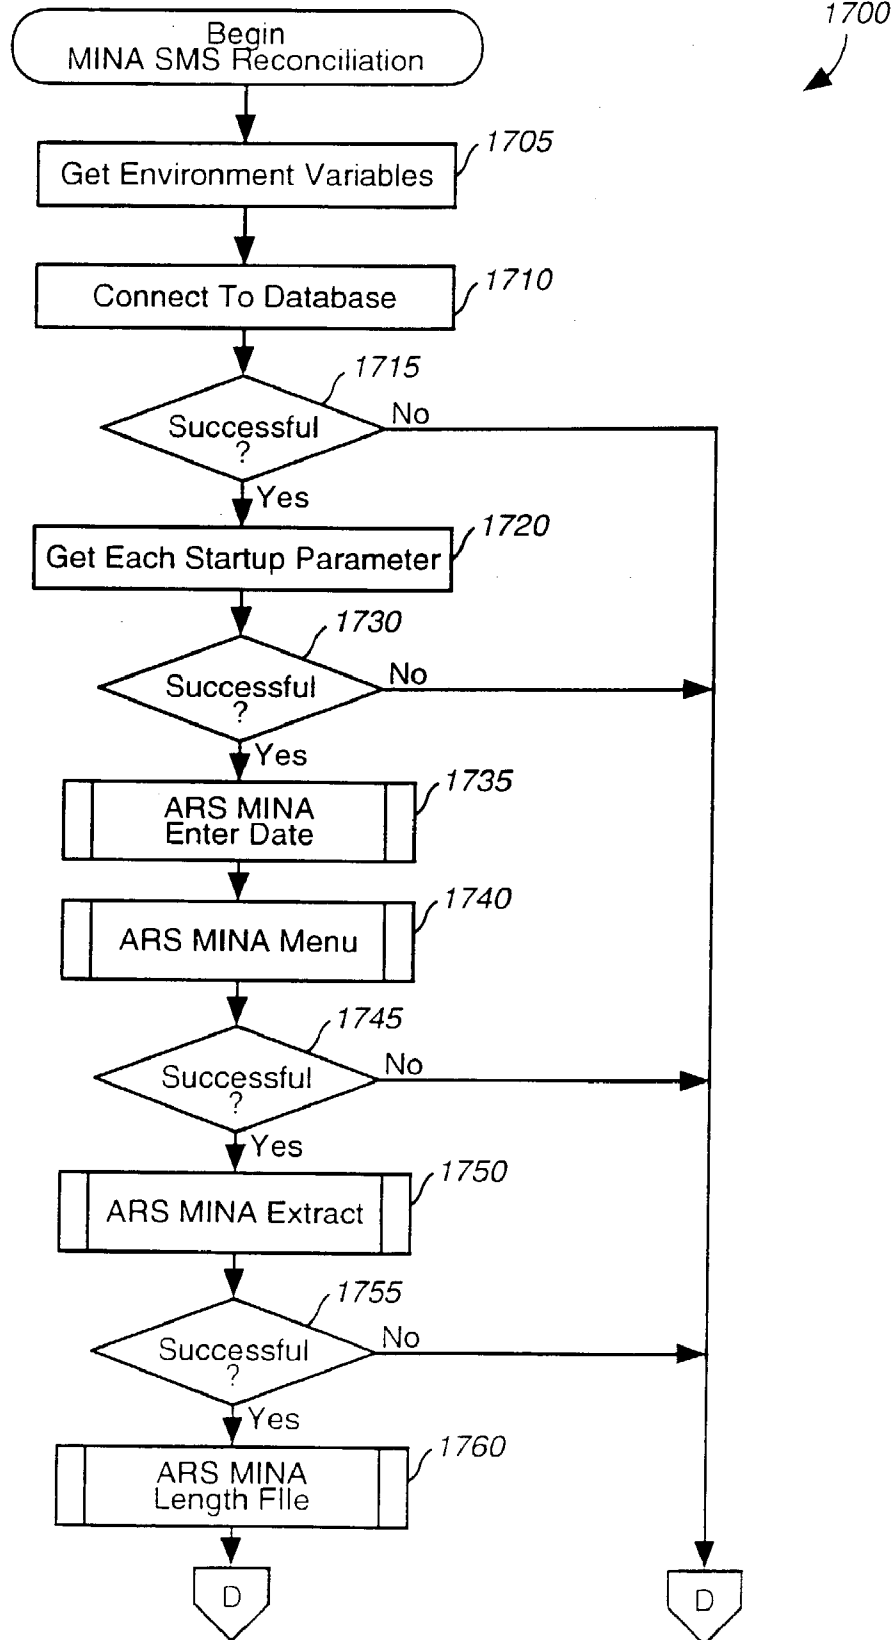 1700
Begin
MINA SMS Reconciliation
1705
Get Environment Variables
1710
Connect To Database
1715
Successful
?
No
Yes
1720
Get Each Startup Parameter
1730
Successful
?
No
Yes
1735
ARS MINA
Enter Date
1740
ARS MINA Menu
1745
Successful
?
No
Yes
1750
ARS MINA Extract
1755
Successful
?
No
Yes
1760
ARS MINA
Length FIle
D
D